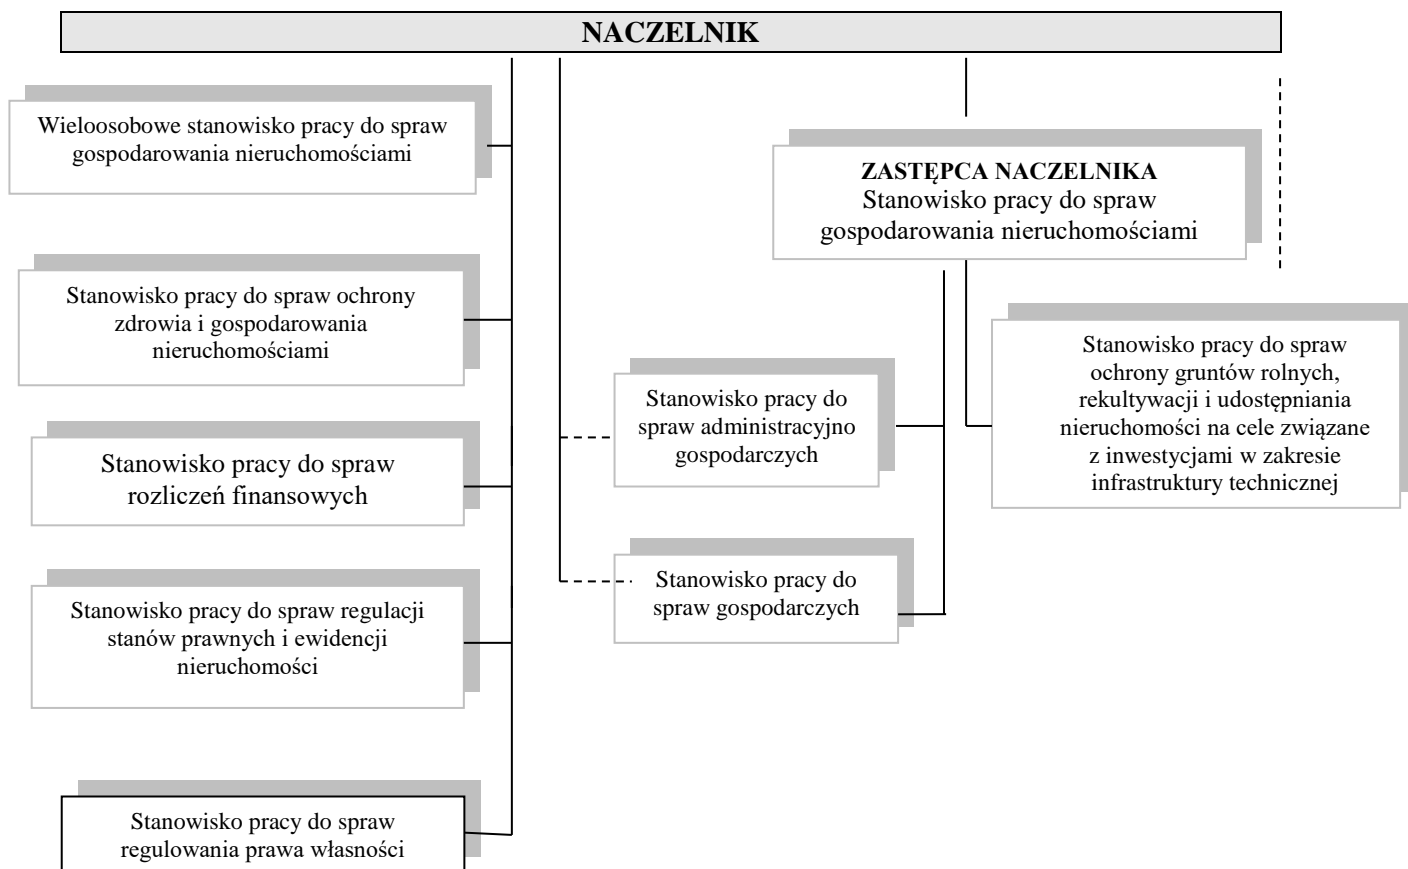 NACZELNIK
Wieloosobowe stanowisko pracy do spraw
gospodarowania nieruchomościami
ZASTĘPCA NACZELNIKA
Stanowisko pracy do spraw
gospodarowania nieruchomościami
Stanowisko pracy do spraw ochrony
zdrowia i gospodarowania
nieruchomościami
Stanowisko pracy do spraw
ochrony gruntów rolnych,
rekultywacji i udostępniania
nieruchomości na cele związane
z inwestycjami w zakresie
infrastruktury technicznej
Stanowisko pracy do
spraw administracyjno
gospodarczych
Stanowisko pracy do spraw
rozliczeń finansowych
Stanowisko pracy do
spraw gospodarczych
Stanowisko pracy do spraw regulacji
stanów prawnych i ewidencji
nieruchomości
Stanowisko pracy do spraw
regulowania prawa własności